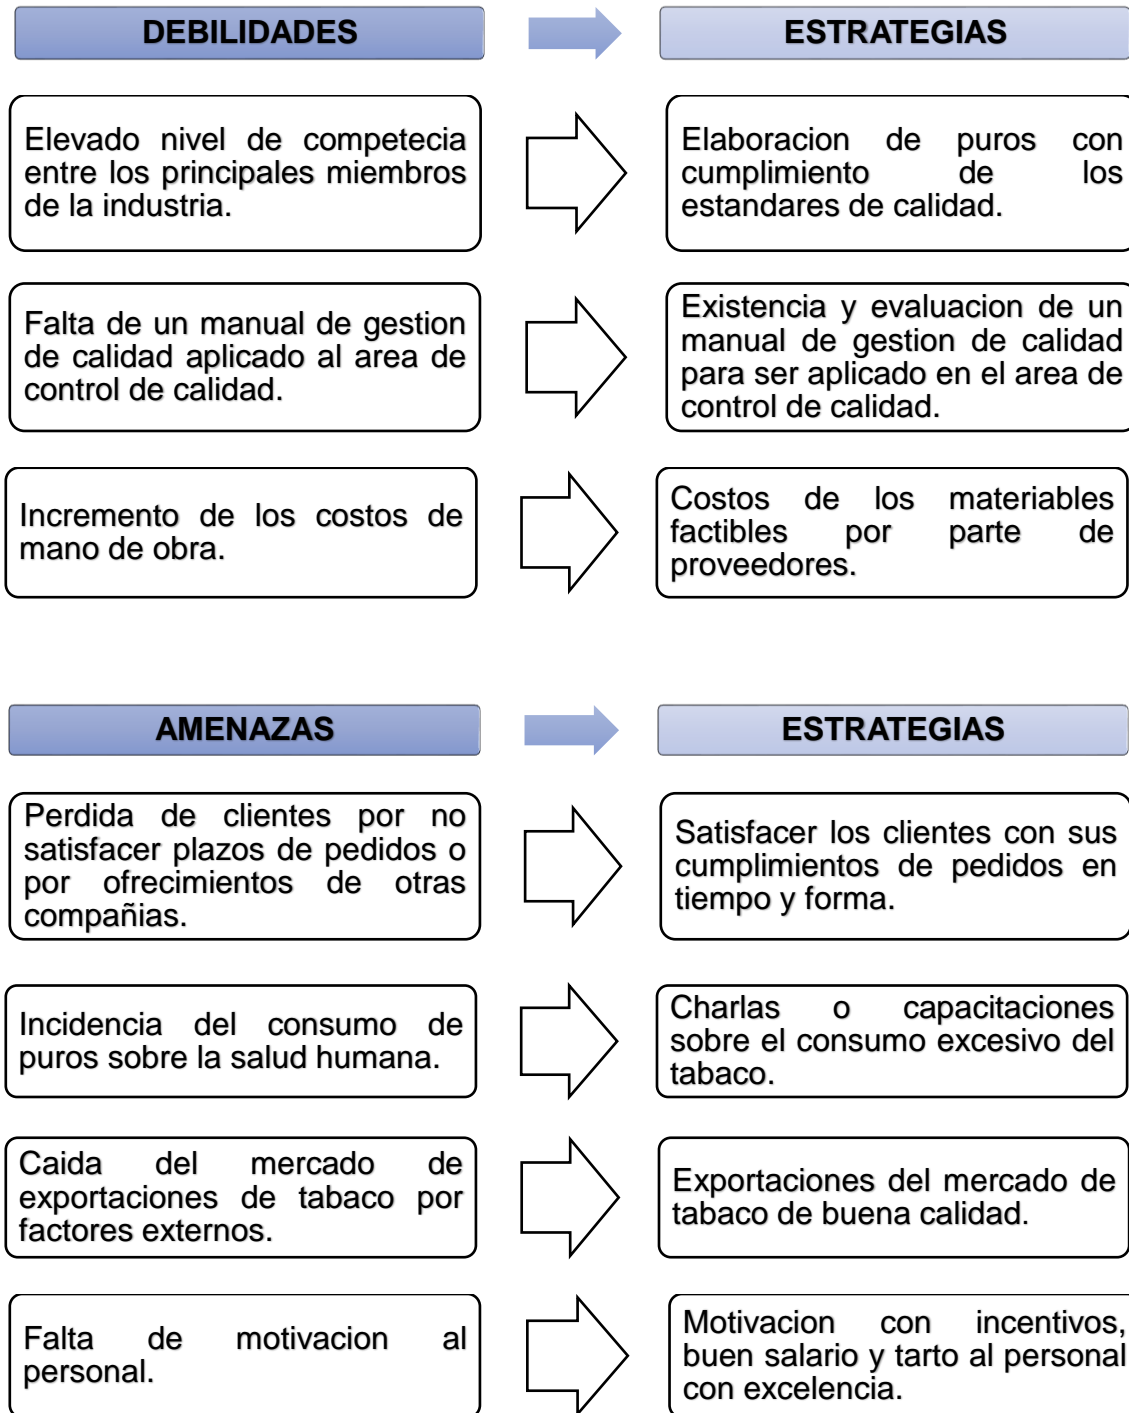 DEBILIDADES
ESTRATEGIAS
Elevado nivel de competecia
entre los principales miembros
de la industria.
Elaboracion de puros con
cumplimiento de los
estandares de calidad.
Falta de un manual de gestion
de calidad aplicado al area de
control de calidad.
Existencia y evaluacion de un
manual de gestion de calidad
para ser aplicado en el area de
control de calidad.
Incremento de los costos de
mano de obra.
Costos de los materiables
factibles por parte de
proveedores.
AMENAZAS
ESTRATEGIAS
Perdida de clientes por no
satisfacer plazos de pedidos o
por ofrecimientos de otras
compañias.
Satisfacer los clientes con sus
cumplimientos de pedidos en
tiempo y forma.
Incidencia del consumo de
puros sobre la salud humana.
Charlas o capacitaciones
sobre el consumo excesivo del
tabaco.
Caida del mercado de
exportaciones de tabaco por
factores externos.
Exportaciones del mercado de
tabaco de buena calidad.
Falta de motivacion al
personal.
Motivacion con incentivos,
buen salario y tarto al personal
con excelencia.